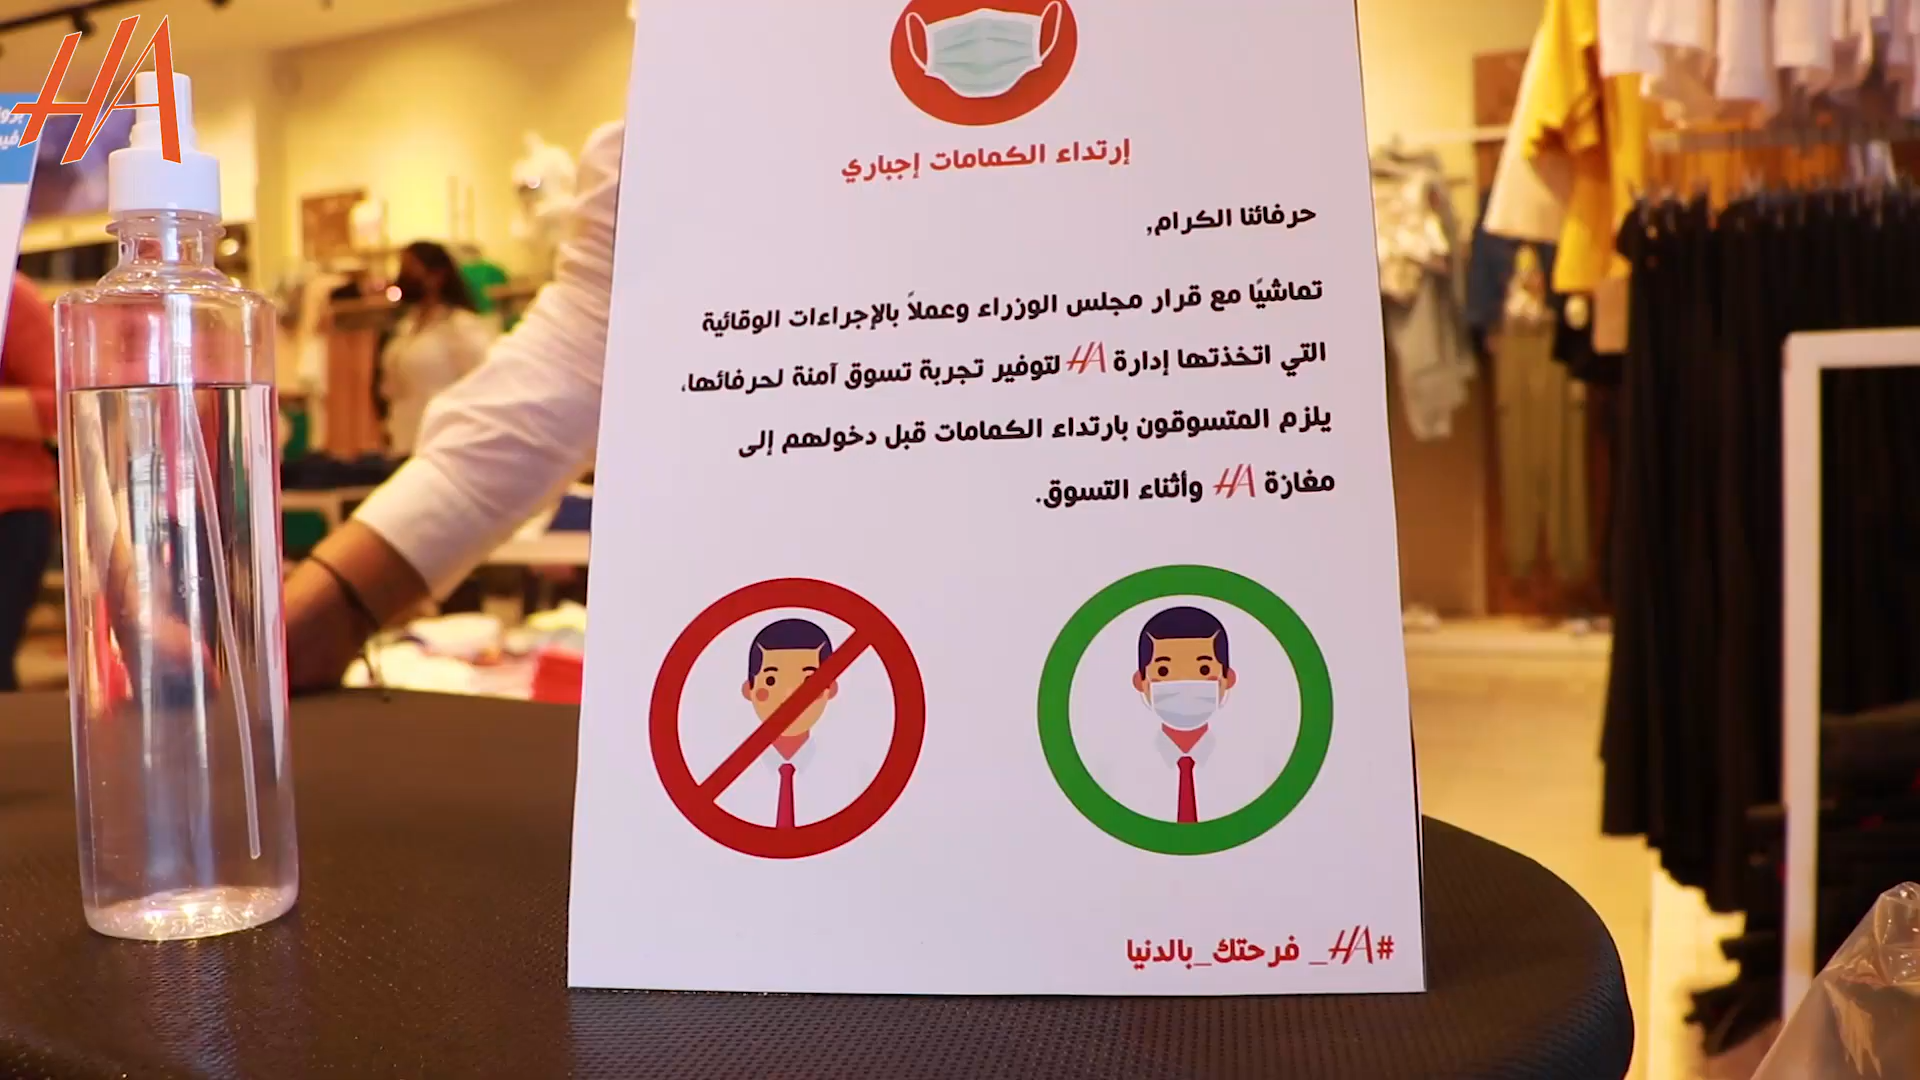 HA
إرتداء الكمامات إجباري
حرفائنا الكرام,
تماشيًا مع قرار مجلس الوزراء وعملاً بالإجراءات الوقائية
التي اتخذتها إدارة HA لتوفير تجربة تسوق آمنة لحرفائها،
يلزم المتسوقون بارتداء الكمامات قبل دخولهم إلى
مغازة HA وأثناء التسوق.
#HA_ فرحتك_بالدنيا